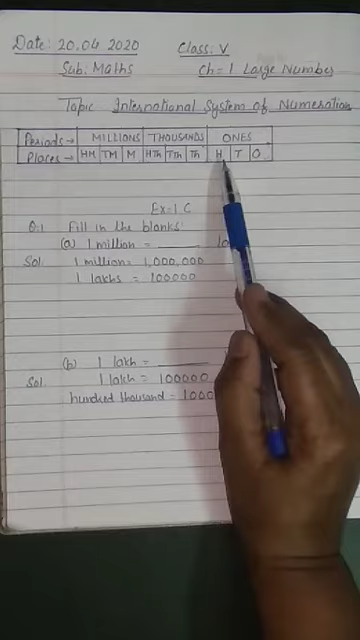 Date: 20.04 2020 Class: V
Sub: Maths Ch=1 Large Number
Topic International System of Numeration
Periods→ MILLIONS THOUSANDS ONES
Places→ HM TM M HTh TTh Th H T O
Ex=1 C
Q.1 Fill in the blanks:
(a) 1 million = ______
Sol. 1 million= 1,000,000
1 lakhs = 100000
(b) 1 lakh = ______
Sol. 1 lakh = 100000
hundred thousand =